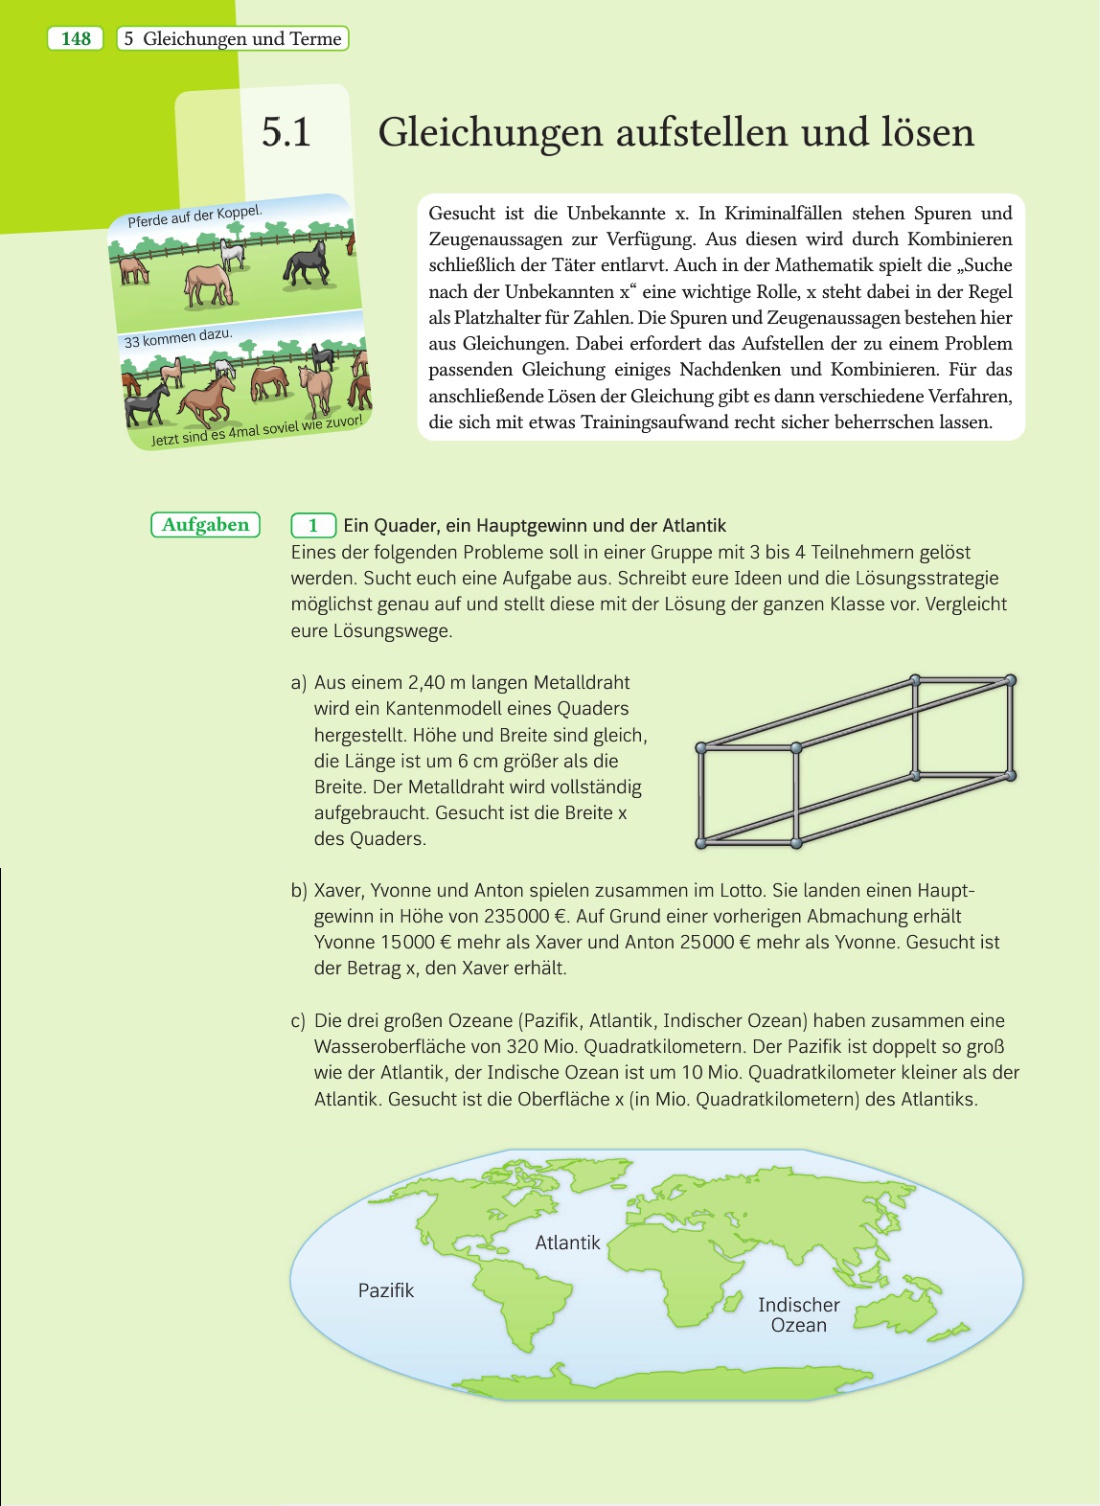 148 5 Gleichungen und Terme
5.1 Gleichungen aufstellen und lösen
Pferde auf der Koppel.
33 kommen dazu.
Jetzt sind es 4mal soviel wie zuvor!
Gesucht ist die Unbekannte x. In Kriminalfällen stehen Spuren und
Zeugenaussagen zur Verfügung. Aus diesen wird durch Kombinieren
schließlich der Täter entlarvt. Auch in der Mathematik spielt die „Suche
nach der Unbekannten x“ eine wichtige Rolle, x steht dabei in der Regel
als Platzhalter für Zahlen. Die Spuren und Zeugenaussagen bestehen hier
aus Gleichungen. Dabei erfordert das Aufstellen der zu einem Problem
passenden Gleichung einiges Nachdenken und Kombinieren. Für das
anschließende Lösen der Gleichung gibt es dann verschiedene Verfahren,
die sich mit etwas Trainingsaufwand recht sicher beherrschen lassen.
Aufgaben
1 Ein Quader, ein Hauptgewinn und der Atlantik
Eines der folgenden Probleme soll in einer Gruppe mit 3 bis 4 Teilnehmern gelöst
werden. Sucht euch eine Aufgabe aus. Schreibt eure Ideen und die Lösungsstrategie
möglichst genau auf und stellt diese mit der Lösung der ganzen Klasse vor. Vergleicht
eure Lösungswege.
a) Aus einem 2,40 m langen Metalldraht
wird ein Kantenmodell eines Quaders
hergestellt. Höhe und Breite sind gleich,
die Länge ist um 6 cm größer als die
Breite. Der Metalldraht wird vollständig
aufgebraucht. Gesucht ist die Breite x
des Quaders.
b) Xaver, Yvonne und Anton spielen zusammen im Lotto. Sie landen einen Haupt-
gewinn in Höhe von 235 000 €. Auf Grund einer vorherigen Abmachung erhält
Yvonne 15 000 € mehr als Xaver und Anton 25 000 € mehr als Yvonne. Gesucht ist
der Betrag x, den Xaver erhält.
c) Die drei großen Ozeane (Pazifik, Atlantik, Indischer Ozean) haben zusammen eine
Wasseroberfläche von 320 Mio. Quadratkilometern. Der Pazifik ist doppelt so groß
wie der Atlantik, der Indische Ozean ist um 10 Mio. Quadratkilometer kleiner als der
Atlantik. Gesucht ist die Oberfläche x (in Mio. Quadratkilometern) des Atlantiks.
Atlantik
Pazifik
Indischer
Ozean